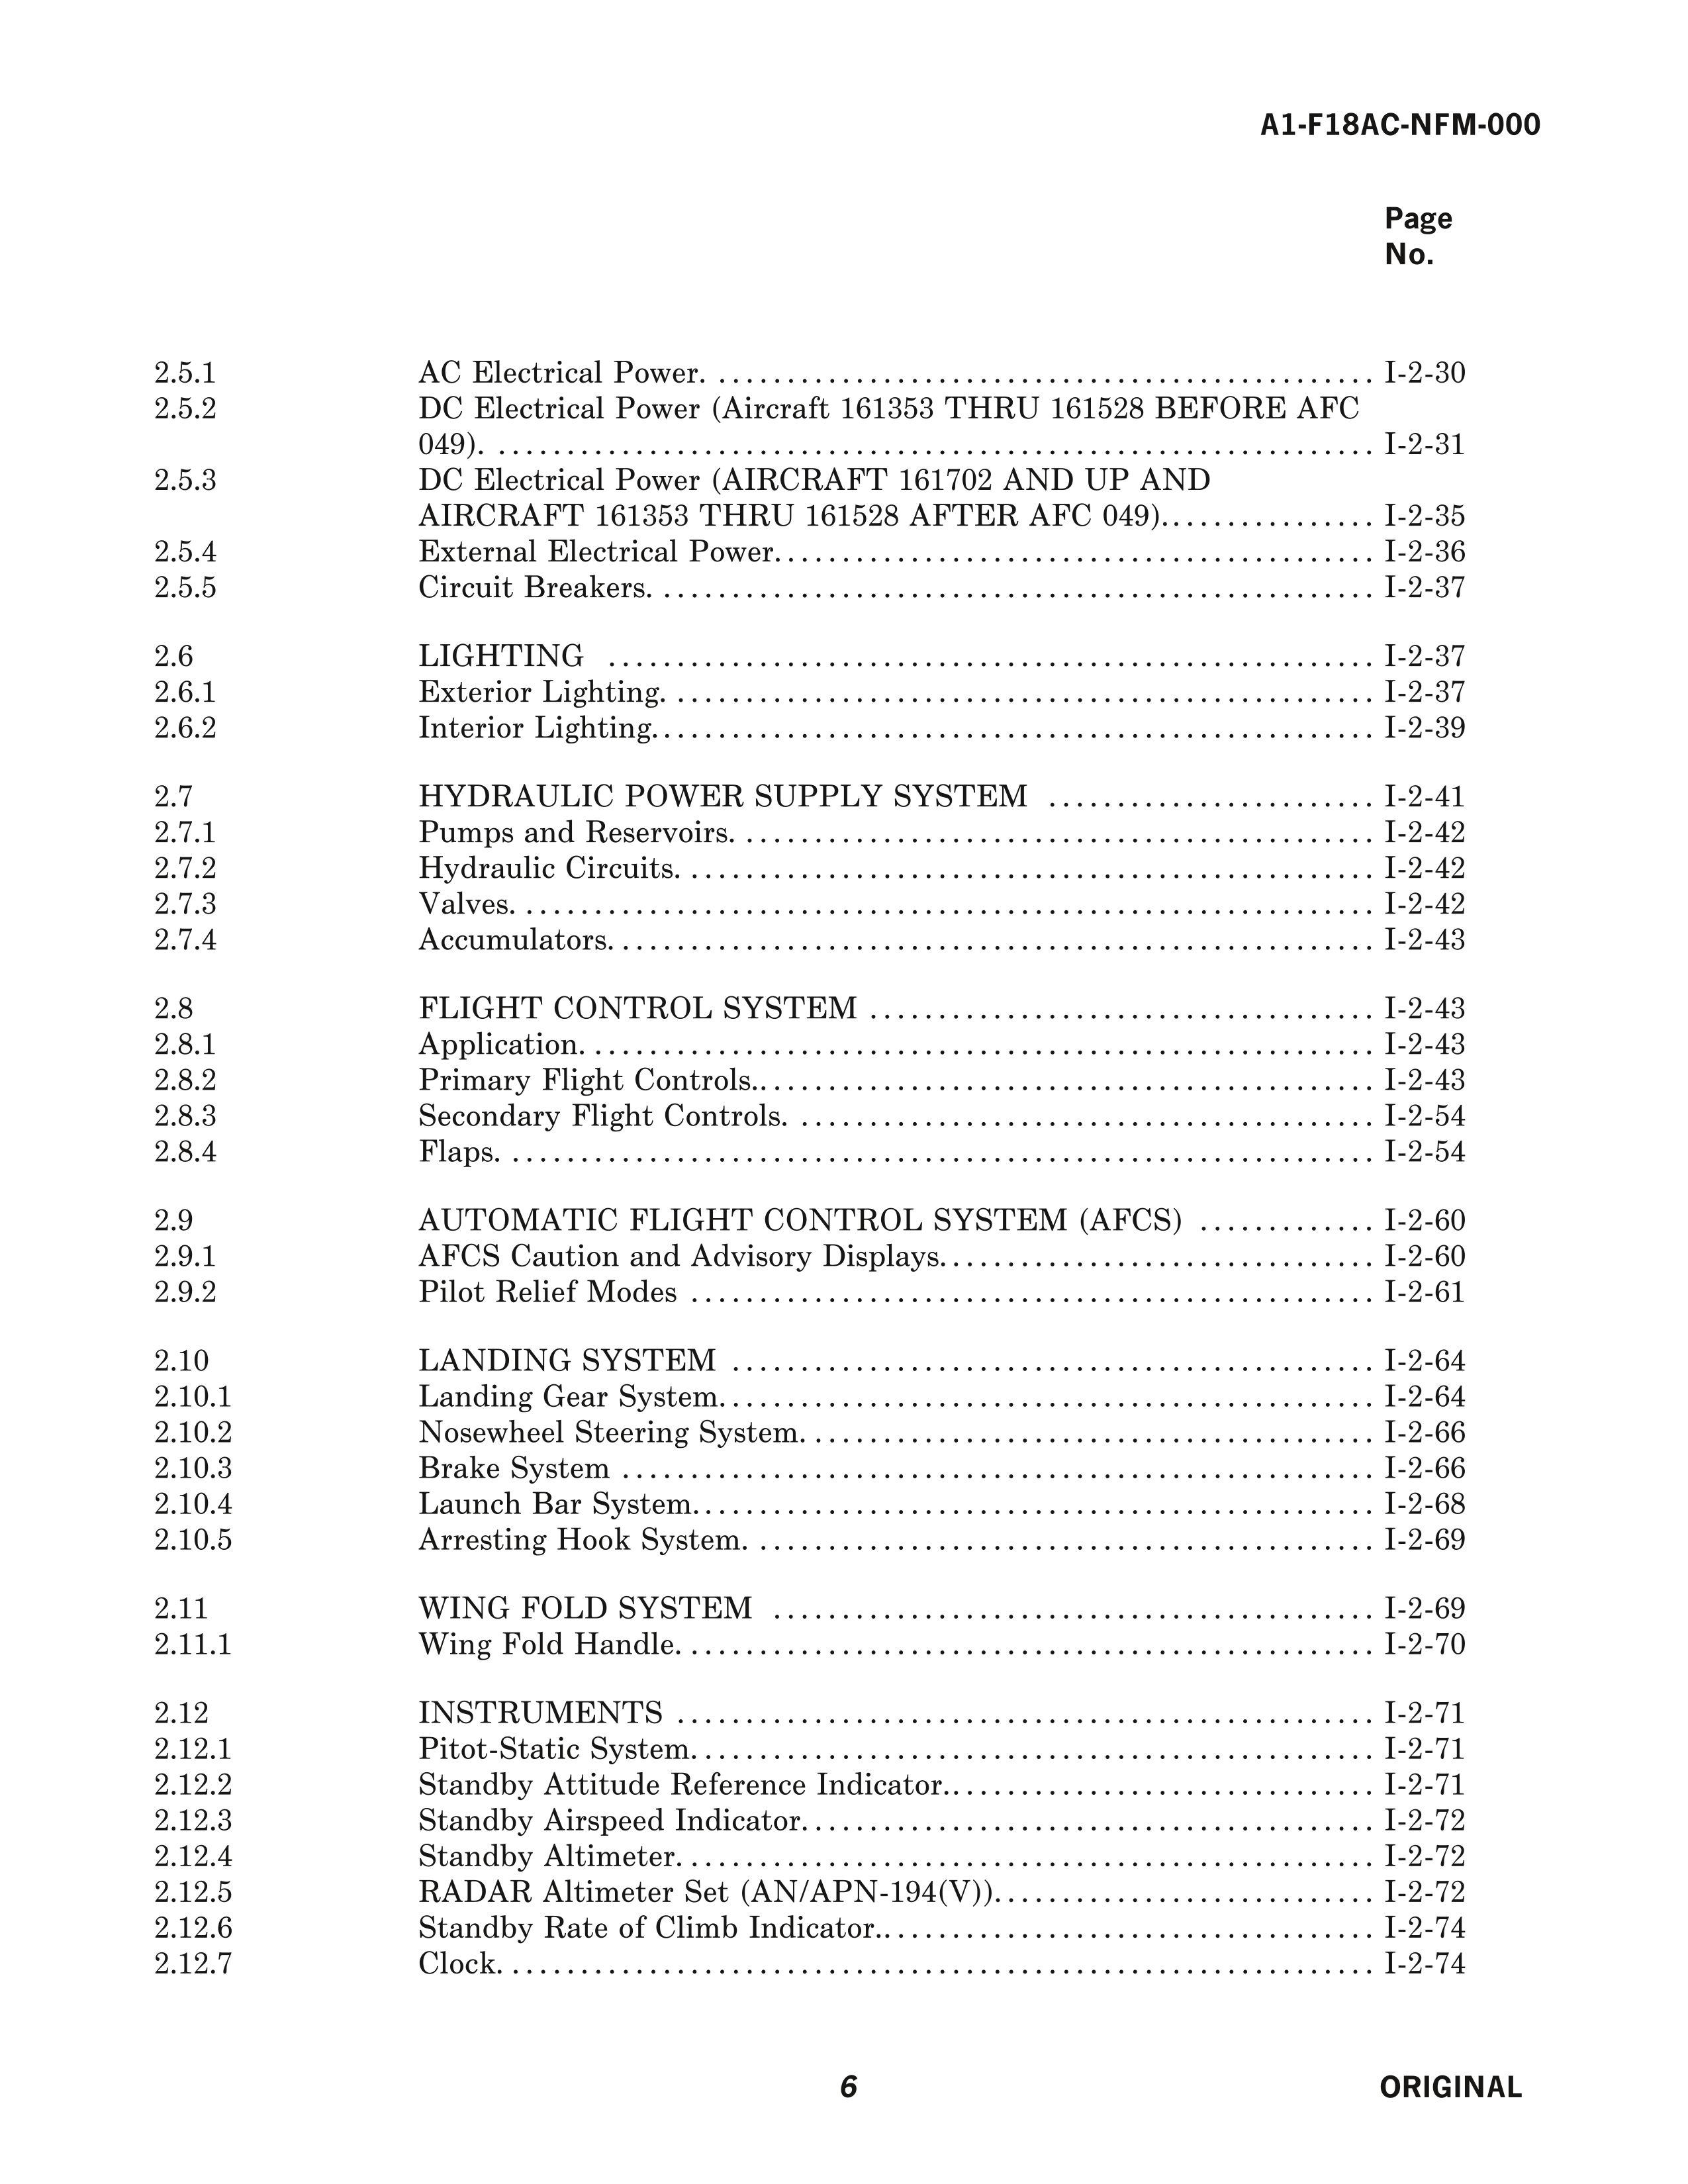 A1-F18AC-NFM-000
Page
No.
2.5.1 AC Electrical Power. ................................................ I-2-30
2.5.2 DC Electrical Power (Aircraft 161353 THRU 161528 BEFORE AFC
049). ................................................................ I-2-31
2.5.3 DC Electrical Power (AIRCRAFT 161702 AND UP AND
AIRCRAFT 161353 THRU 161528 AFTER AFC 049)................ I-2-35
2.5.4 External Electrical Power............................................ I-2-36
2.5.5 Circuit Breakers. .................................................... I-2-37
2.6 LIGHTING ........................................................ I-2-37
2.6.1 Exterior Lighting. ................................................... I-2-37
2.6.2 Interior Lighting..................................................... I-2-39
2.7 HYDRAULIC POWER SUPPLY SYSTEM ........................ I-2-41
2.7.1 Pumps and Reservoirs. .............................................. I-2-42
2.7.2 Hydraulic Circuits. .................................................. I-2-42
2.7.3 Valves. .............................................................. I-2-42
2.7.4 Accumulators........................................................ I-2-43
2.8 FLIGHT CONTROL SYSTEM ..................................... I-2-43
2.8.1 Application. ......................................................... I-2-43
2.8.2 Primary Flight Controls.............................................. I-2-43
2.8.3 Secondary Flight Controls. .......................................... I-2-54
2.8.4 Flaps. ............................................................... I-2-54
2.9 AUTOMATIC FLIGHT CONTROL SYSTEM (AFCS) ............. I-2-60
2.9.1 AFCS Caution and Advisory Displays................................ I-2-60
2.9.2 Pilot Relief Modes .................................................. I-2-61
2.10 LANDING SYSTEM ............................................... I-2-64
2.10.1 Landing Gear System................................................ I-2-64
2.10.2 Nosewheel Steering System.......................................... I-2-66
2.10.3 Brake System ....................................................... I-2-66
2.10.4 Launch Bar System.................................................. I-2-68
2.10.5 Arresting Hook System. ............................................. I-2-69
2.11 WING FOLD SYSTEM ............................................ I-2-69
2.11.1 Wing Fold Handle. .................................................. I-2-70
2.12 INSTRUMENTS ................................................... I-2-71
2.12.1 Pitot-Static System.................................................. I-2-71
2.12.2 Standby Attitude Reference Indicator................................ I-2-71
2.12.3 Standby Airspeed Indicator.......................................... I-2-72
2.12.4 Standby Altimeter. .................................................. I-2-72
2.12.5 RADAR Altimeter Set (AN/APN-194(V))............................ I-2-72
2.12.6 Standby Rate of Climb Indicator..................................... I-2-74
2.12.7 Clock. ............................................................... I-2-74
6
ORIGINAL